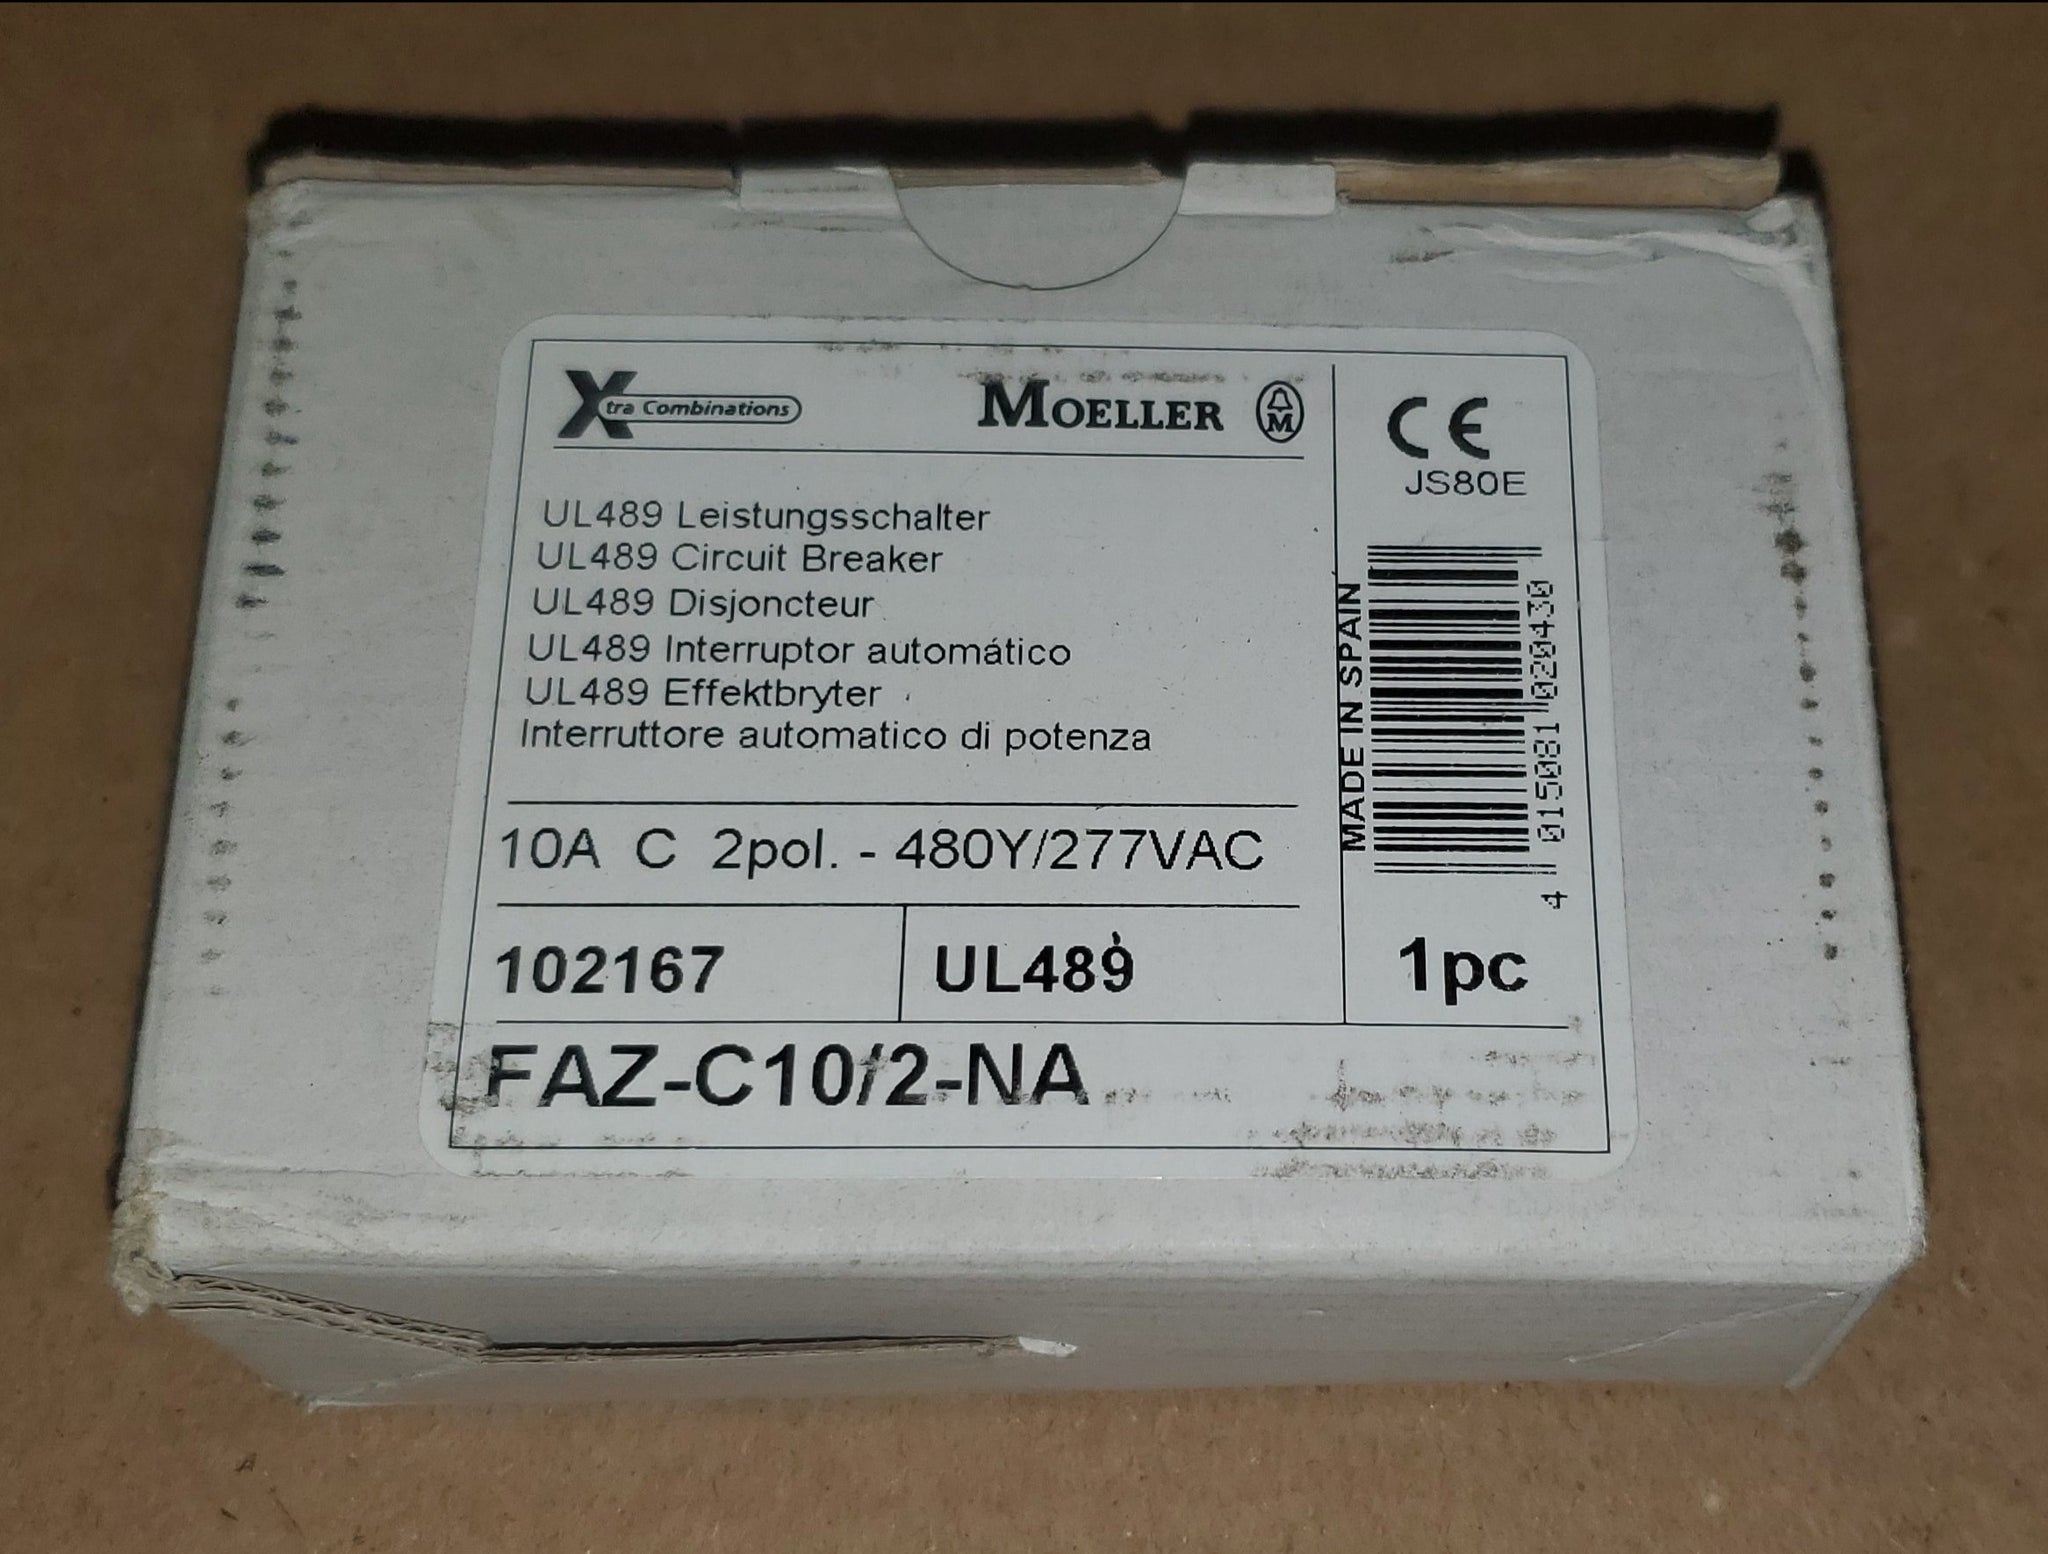 Xtra Combinations MOELLER M
UL489 Leistungsschalter
UL489 Circuit Breaker
UL489 Disjoncteur
UL489 Interruptor automático
UL489 Effektbryter
Interruttore automatico di potenza
10A C 2pol. - 480Y/277VAC
102167 UL489
FAZ-C10/2-NA
CE
JS80E
MADE IN SPAIN
4 015081 020430
1pc